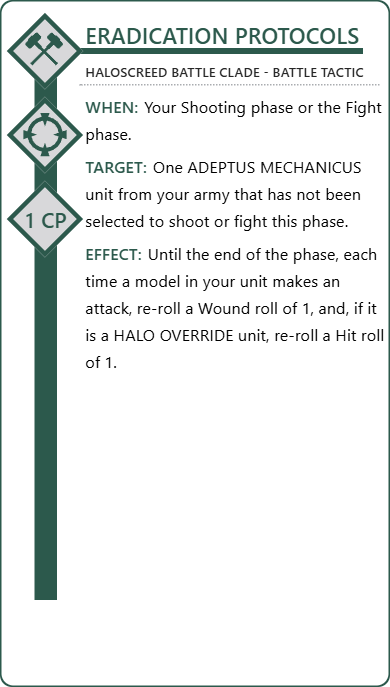 ERADICATION PROTOCOLS
HALOSCREED BATTLE CLADE - BATTLE TACTIC
WHEN: Your Shooting phase or the Fight
phase.
TARGET: One ADEPTUS MECHANICUS
unit from your army that has not been
selected to shoot or fight this phase.
1 CP
EFFECT: Until the end of the phase, each
time a model in your unit makes an
attack, re-roll a Wound roll of 1, and, if it
is a HALO OVERRIDE unit, re-roll a Hit roll
of 1.